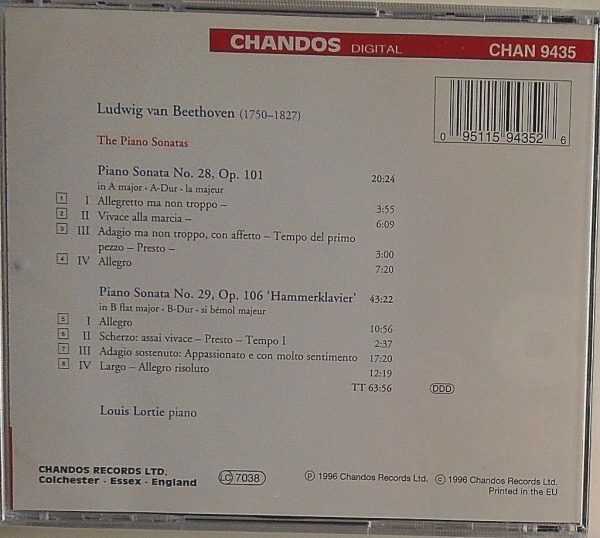 CHANDOS DIGITAL CHAN 9435
0 95115 94352 6
Ludwig van Beethoven (1750–1827)
The Piano Sonatas
Piano Sonata No. 28, Op. 101 20:24
in A major · A-Dur · la majeur
1 I Allegretto ma non troppo – 3:55
2 II Vivace alla marcia – 6:09
3 III Adagio ma non troppo, con affetto – Tempo del primo
pezzo – Presto – 3:00
4 IV Allegro 7:20
Piano Sonata No. 29, Op. 106 'Hammerklavier' 43:22
in B flat major · B-Dur · si bémol majeur
5 I Allegro 10:56
6 II Scherzo: assai vivace – Presto – Tempo I 2:37
7 III Adagio sostenuto: Appassionato e con molto sentimento 17:20
8 IV Largo – Allegro risoluto 12:19
TT 63:56 DDD
Louis Lortie piano
CHANDOS RECORDS LTD.
Colchester · Essex · England
LC 7038
℗ 1996 Chandos Records Ltd. © 1996 Chandos Records Ltd.
Printed in the EU